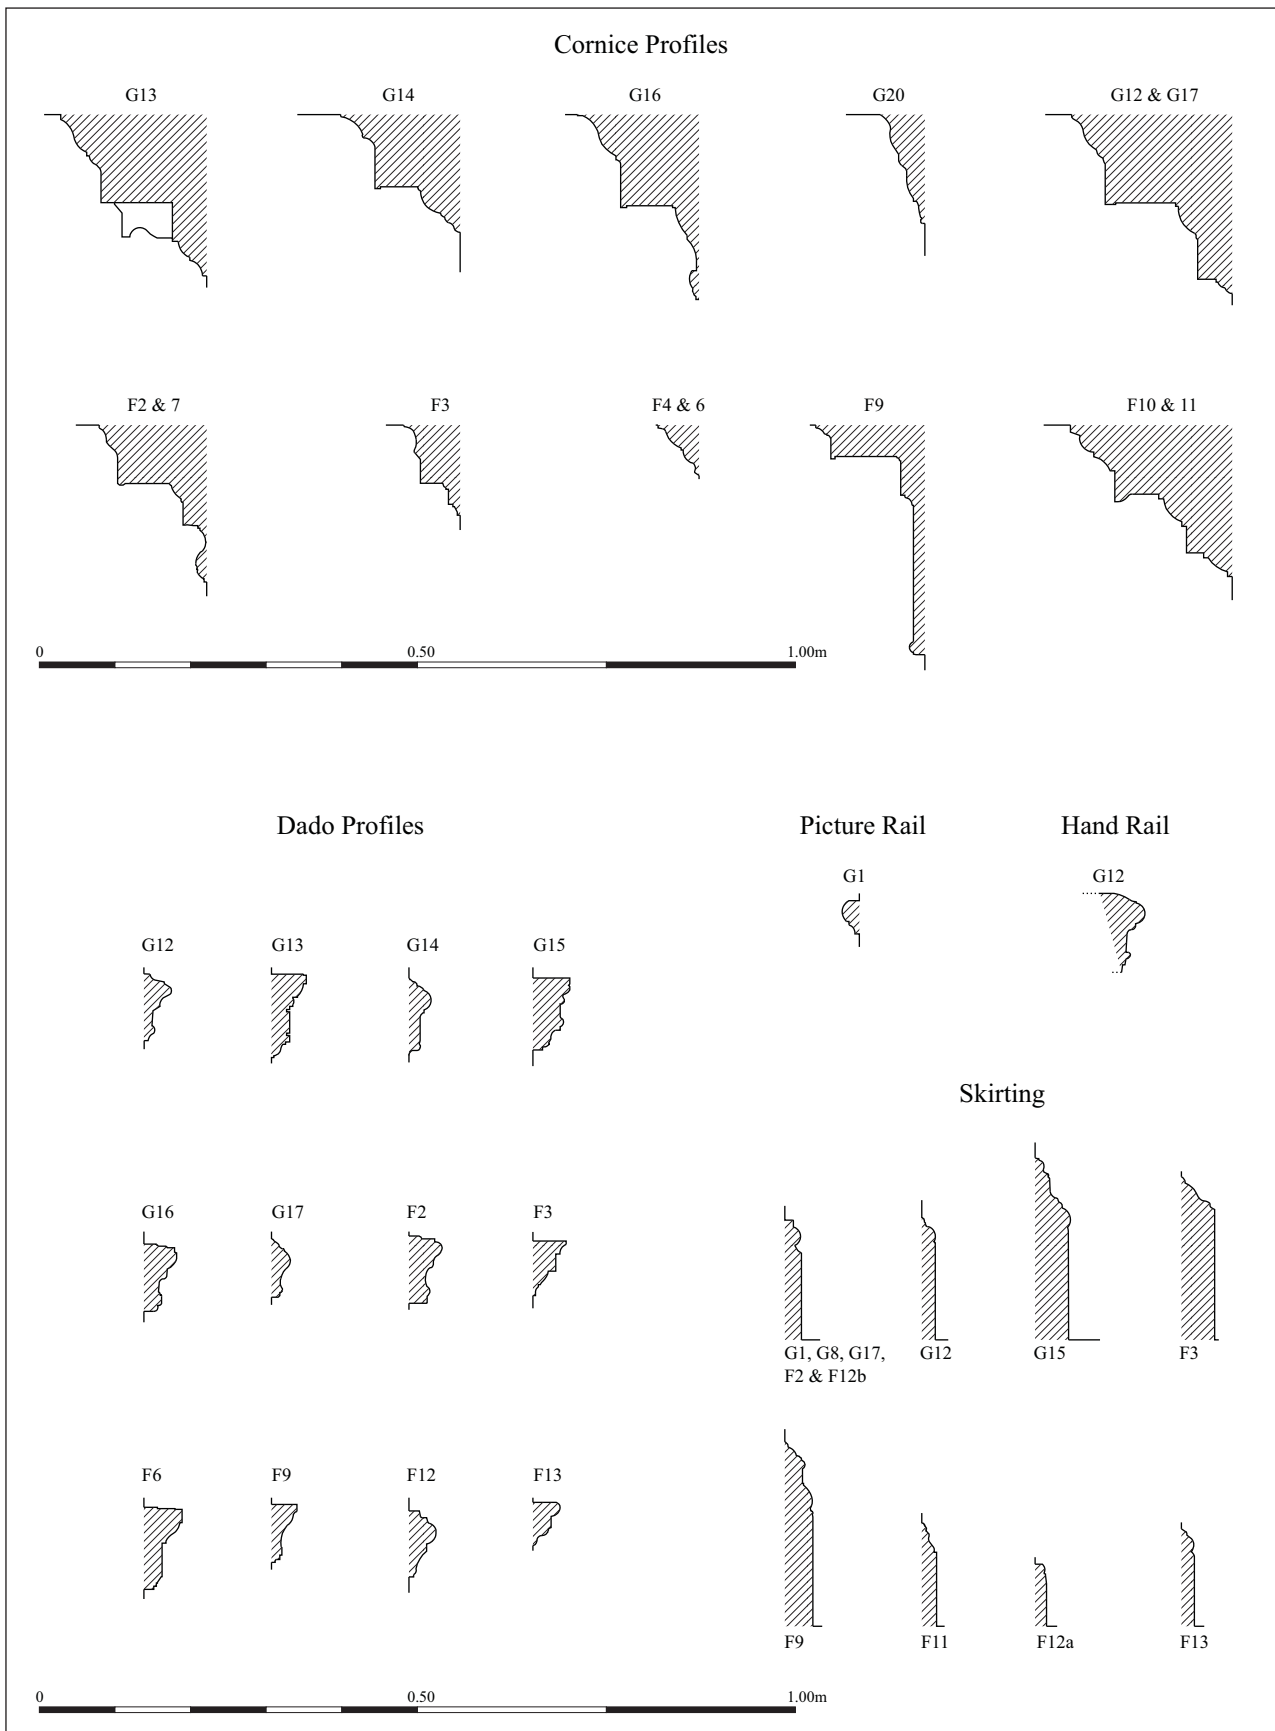 Cornice Profiles
G13
G14
G16
G20
G12 & G17
F2 & 7
F3
F4 & 6
F9
F10 & 11
0
0.50
1.00m
Dado Profiles
Picture Rail
Hand Rail
G1
G12
G12
G13
G14
G15
Skirting
G16
G17
F2
F3
G1, G8, G17,
F2 & F12b
G12
G15
F3
F6
F9
F12
F13
F9
F11
F12a
F13
0
0.50
1.00m